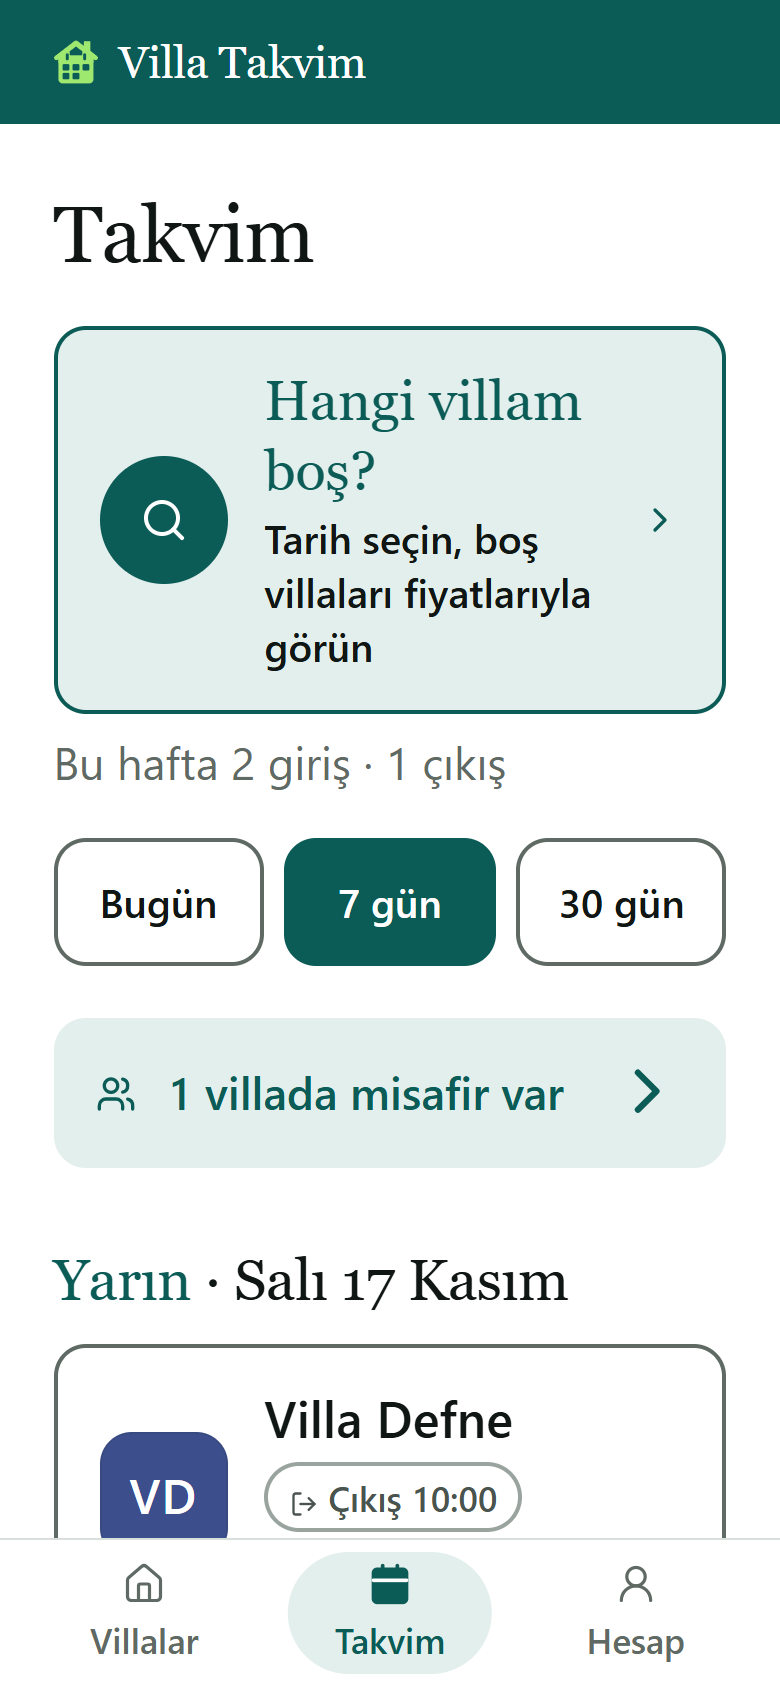 Villa Takvim
Takvim
Hangi villam
boş?
Tarih seçin, boş
villaları fiyatlarıyla
görün
Bu hafta 2 giriş · 1 çıkış
Bugün
7 gün
30 gün
1 villada misafir var
Yarın · Salı 17 Kasım
Villa Defne
VD
Çıkış 10:00
Villalar
Takvim
Hesap